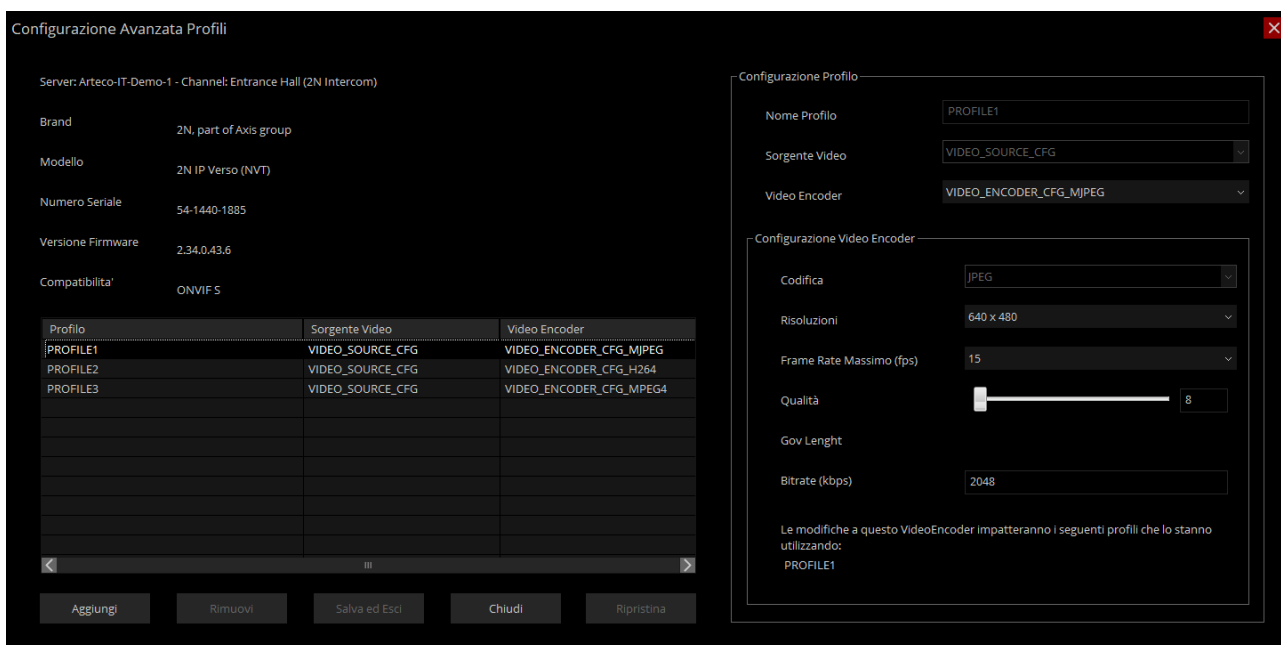 Configurazione Avanzata Profili
Server: Arteco-IT-Demo-1 - Channel: Entrance Hall (2N Intercom)
Brand 2N, part of Axis group
Modello 2N IP Verso (NVT)
Numero Seriale 54-1440-1885
Versione Firmware 2.34.0.43.6
Compatibilita' ONVIF S
Profilo Sorgente Video Video Encoder
PROFILE1 VIDEO_SOURCE_CFG VIDEO_ENCODER_CFG_MJPEG
PROFILE2 VIDEO_SOURCE_CFG VIDEO_ENCODER_CFG_H264
PROFILE3 VIDEO_SOURCE_CFG VIDEO_ENCODER_CFG_MPEG4
Aggiungi Rimuovi Salva ed Esci Chiudi Ripristina
Configurazione Profilo
Nome Profilo PROFILE1
Sorgente Video VIDEO_SOURCE_CFG
Video Encoder VIDEO_ENCODER_CFG_MJPEG
Configurazione Video Encoder
Codifica JPEG
Risoluzioni 640 x 480
Frame Rate Massimo (fps) 15
Qualità 8
Gov Lenght
Bitrate (kbps) 2048
Le modifiche a questo VideoEncoder impatteranno i seguenti profili che lo stanno
utilizzando:
PROFILE1